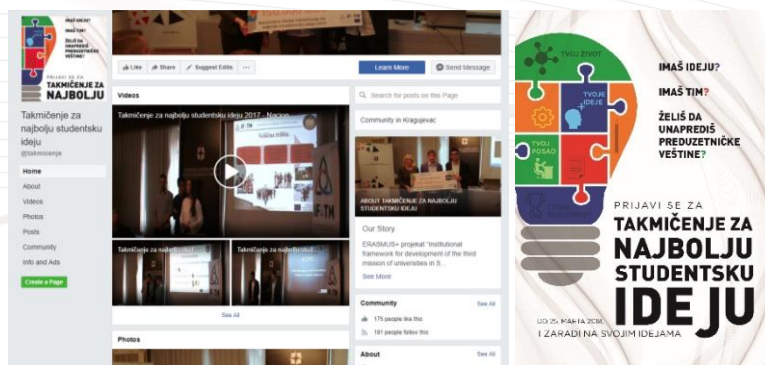 IMAŠ IDEJU?
IMAŠ TIM?
ŽELIŠ DA
UNAPREDIŠ
PREDUZETNIČKE
VEŠTINE?
PRIJAVI SE ZA
TAKMIČENJE ZA
NAJBOLJU
Takmičenje za
najbolju studentsku
ideju
@takmicenje
Home
About
Videos
Photos
Posts
Community
Info and Ads
Create a Page
Like
Share
Suggest Edits
Learn More
Send Message
Videos
Takmičenje za najbolju studentsku ideju 2017 - Nacion...
IF-TM
Takmičenje za najbolju
Takmičenje za najbolju
See All
Photos
Search for posts on this Page
Community in Kragujevac
ABOUT TAKMIČENJE ZA NAJBOLJU
STUDENTSKU IDEJU
Our Story
ERASMUS+ projekat "Institutional
framework for development of the third
mission of universities in S...
See More
Community
See All
175 people like this
181 people follow this
About
See All
TVOJ ŽIVOT
TVOJE
IDEJE
TVOJ
POSAO
IMAŠ IDEJU?
IMAŠ TIM?
ŽELIŠ DA
UNAPREDIŠ
PREDUZETNIČKE
VEŠTINE?
PRIJAVI SE ZA
TAKMIČENJE ZA
NAJBOLJU
STUDENTSKU
IDEJU
DO 25. MARTA 2018.
I ZARADI NA SVOJIM IDEJAMA